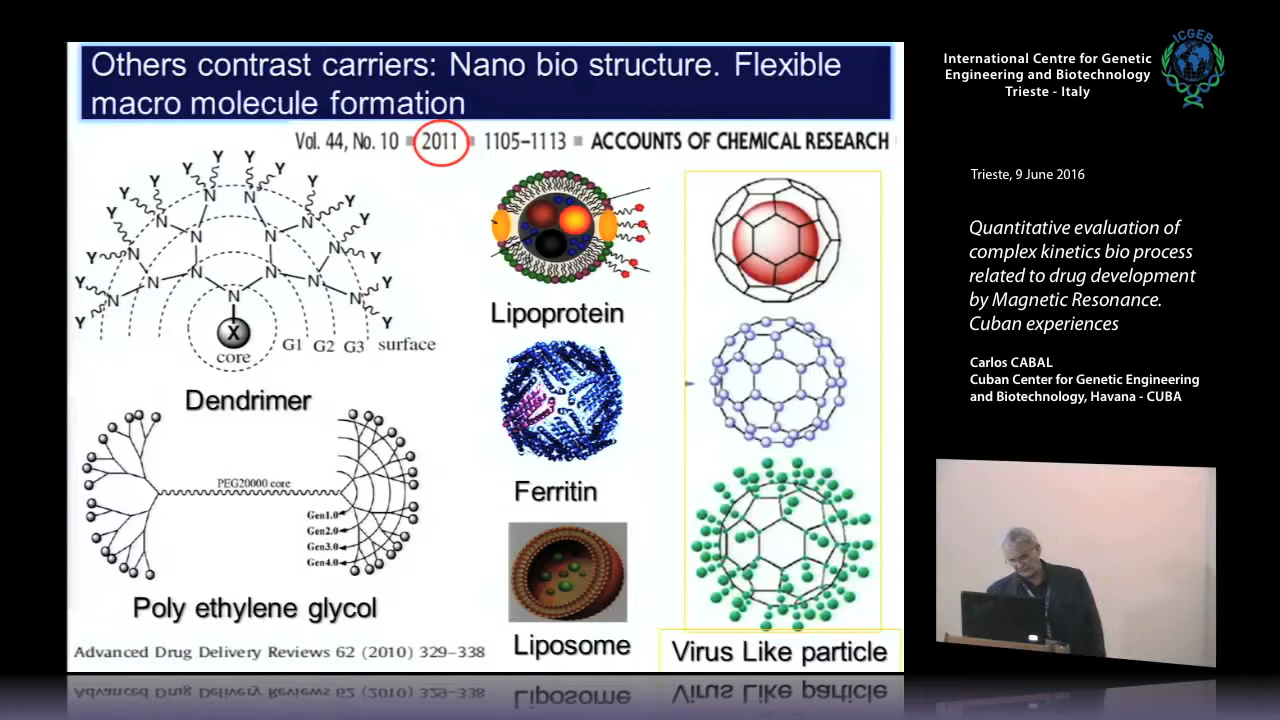 Others contrast carriers: Nano bio structure. Flexible
macro molecule formation
Vol. 44, No. 10 ■ 2011 ■ 1105–1113 ■ ACCOUNTS OF CHEMICAL RESEARCH
Y Y Y Y Y Y Y Y Y Y Y Y Y Y Y Y
N N N N N N N N N N N N N N N
X
core
G1 G2 G3 surface
Dendrimer
PEG20000 core
Gen1.0
Gen2.0
Gen3.0
Gen4.0
Poly ethylene glycol
Advanced Drug Delivery Reviews 62 (2010) 329–338
Lipoprotein
Ferritin
Liposome
Virus Like particle
International Centre for Genetic
Engineering and Biotechnology
Trieste - Italy
ICGEB
Trieste, 9 June 2016
Quantitative evaluation of
complex kinetics bio process
related to drug development
by Magnetic Resonance.
Cuban experiences
Carlos CABAL
Cuban Center for Genetic Engineering
and Biotechnology, Havana - CUBA